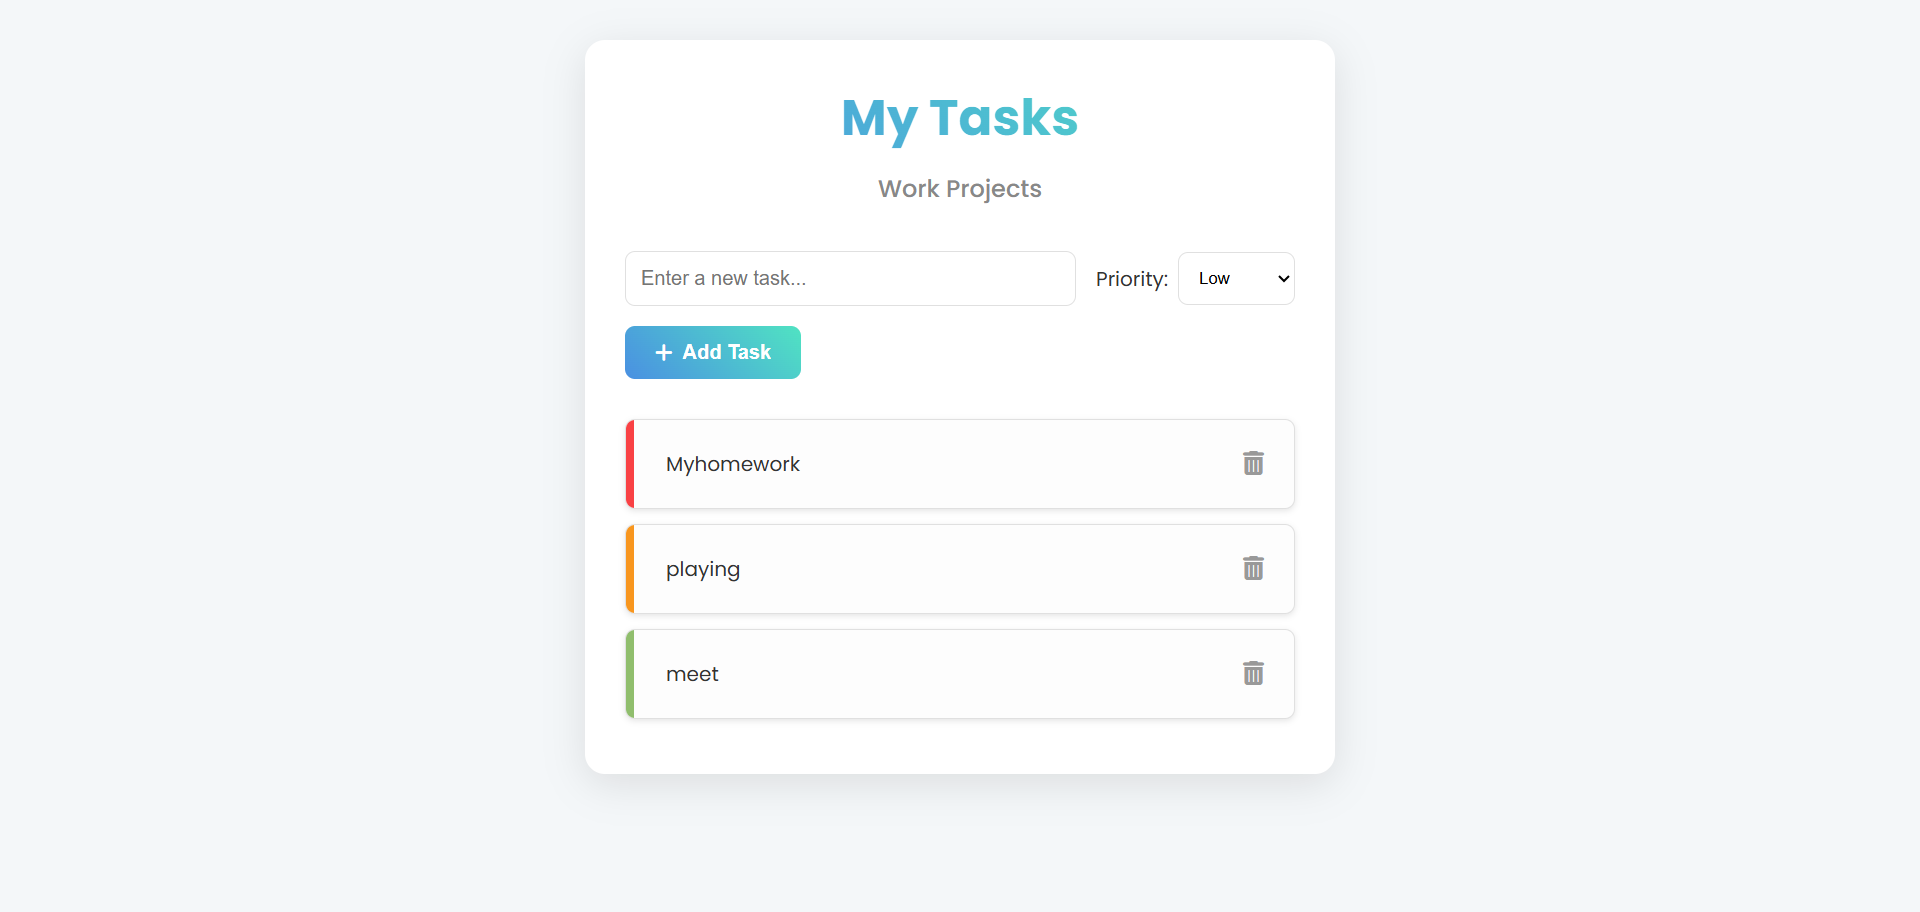 My Tasks
Work Projects
Enter a new task...
Priority: Low
Add Task
Myhomework
playing
meet